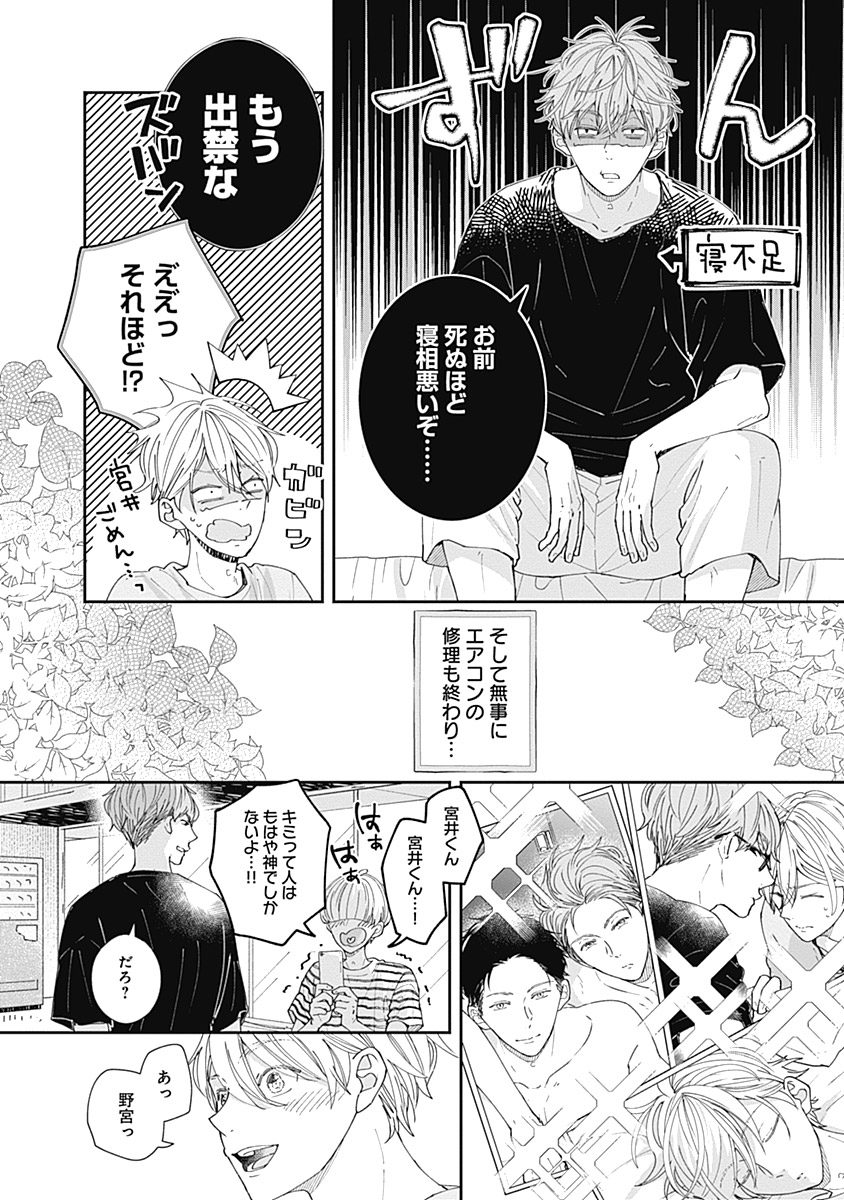 ずん
寝不足
お前
死ぬほど
寝相悪いぞ……
もう
出禁な
ズバン
ええっ
それほど!?
ガビン
宮井
ごめん…
そして無事に
エアコンの
修理も終わり…
宮井くん
宮井くん…!
はぁ
はぁ
キミって人は
もはや神でしか
ないよ…!!
だろ?
あっ
野宮っ